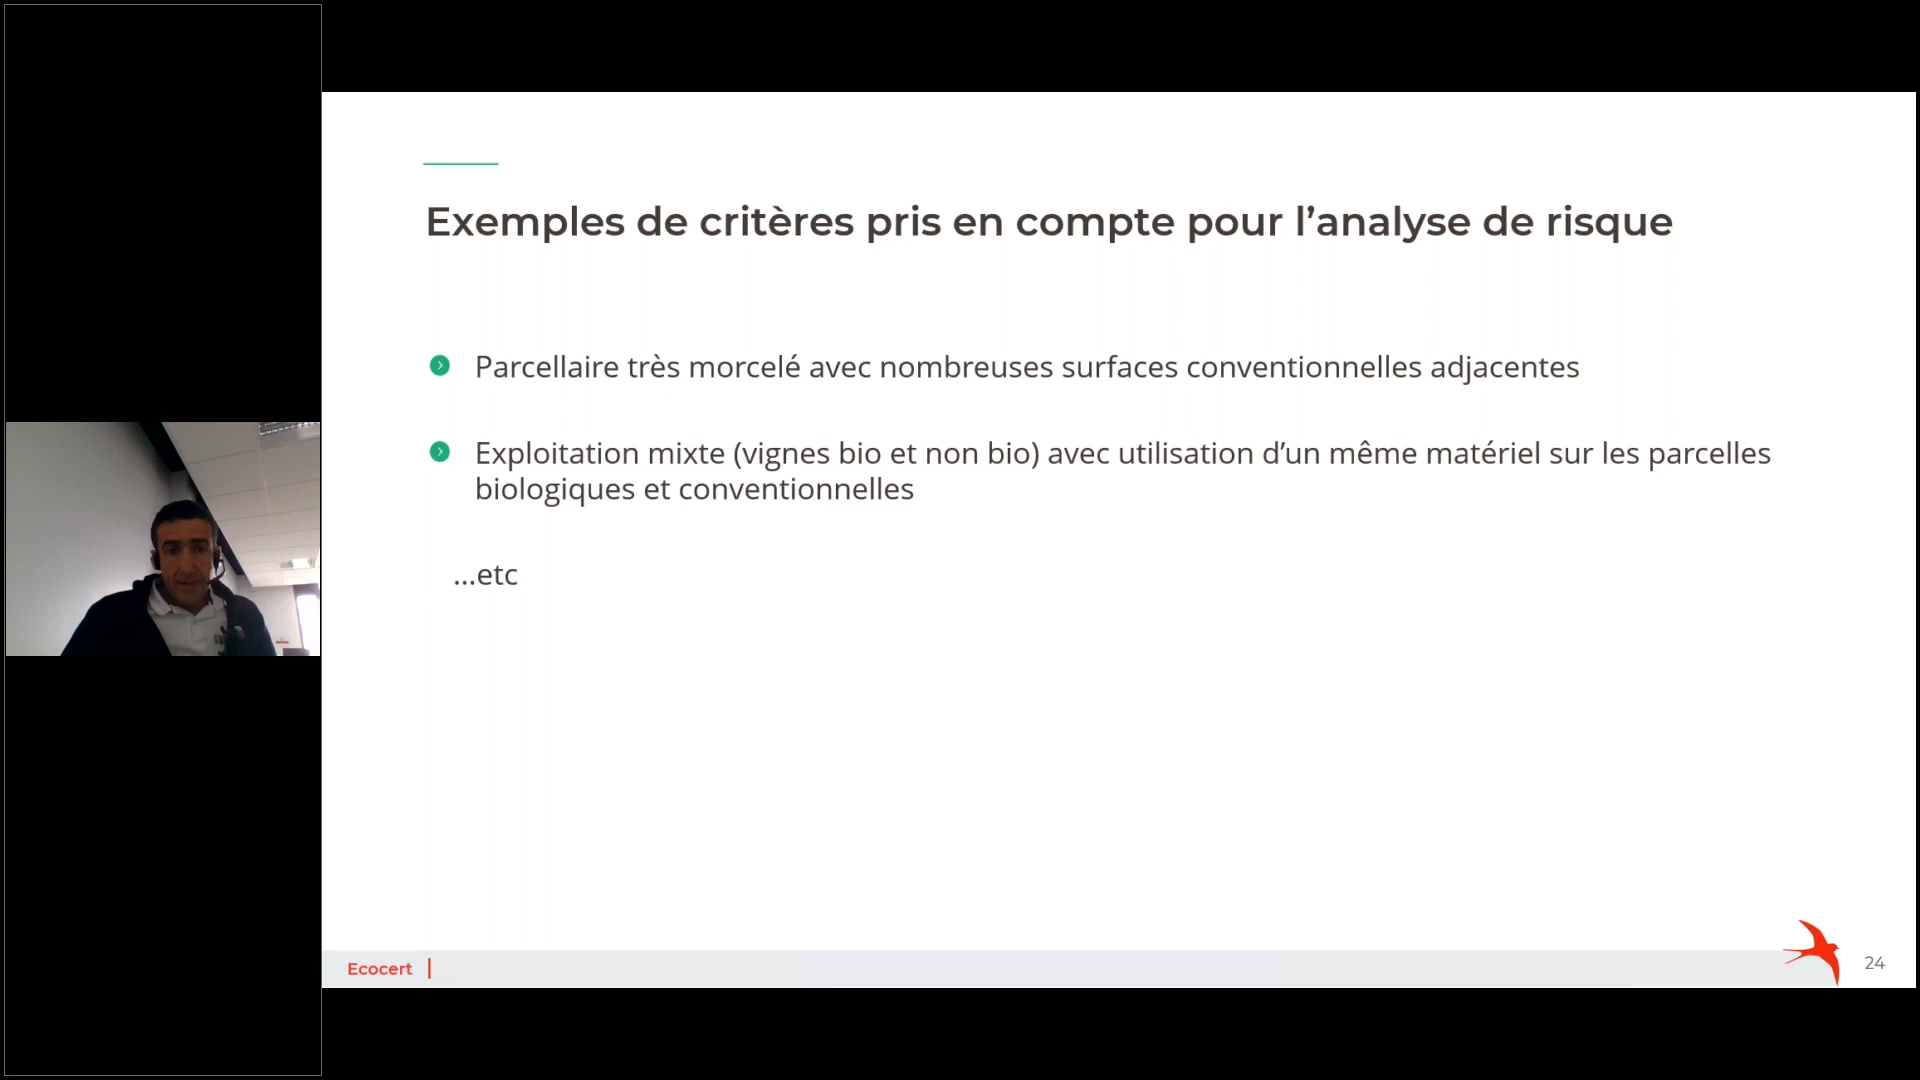 Exemples de critères pris en compte pour l’analyse de risque
Parcellaire très morcelé avec nombreuses surfaces conventionnelles adjacentes
Exploitation mixte (vignes bio et non bio) avec utilisation d’un même matériel sur les parcelles
biologiques et conventionnelles
...etc
Ecocert
24